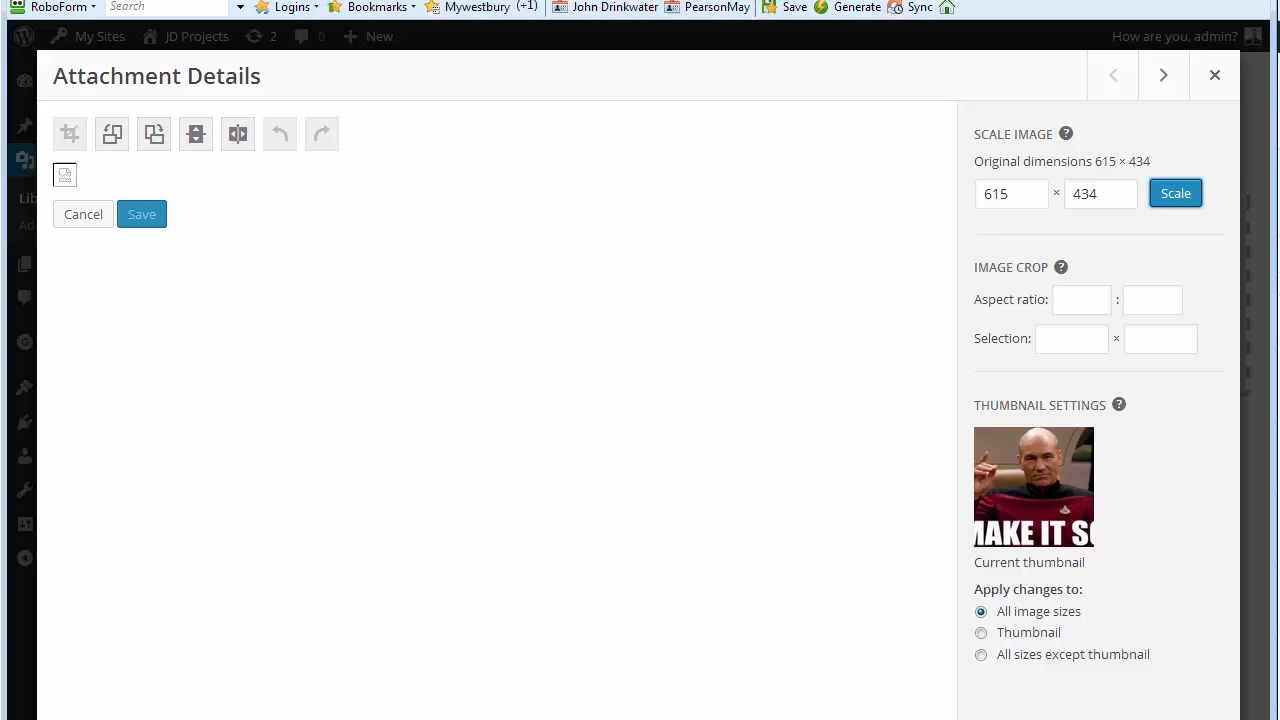 RoboForm Search Logins Bookmarks Mywestbury (+1) John Drinkwater PearsonMay Save Generate Sync
My Sites JD Projects 2 0 New How are you, admin?
Attachment Details
SCALE IMAGE
Original dimensions 615 × 434
615 × 434 Scale
Cancel Save
IMAGE CROP
Aspect ratio: :
Selection: ×
THUMBNAIL SETTINGS
MAKE IT SO
Current thumbnail
Apply changes to:
All image sizes
Thumbnail
All sizes except thumbnail